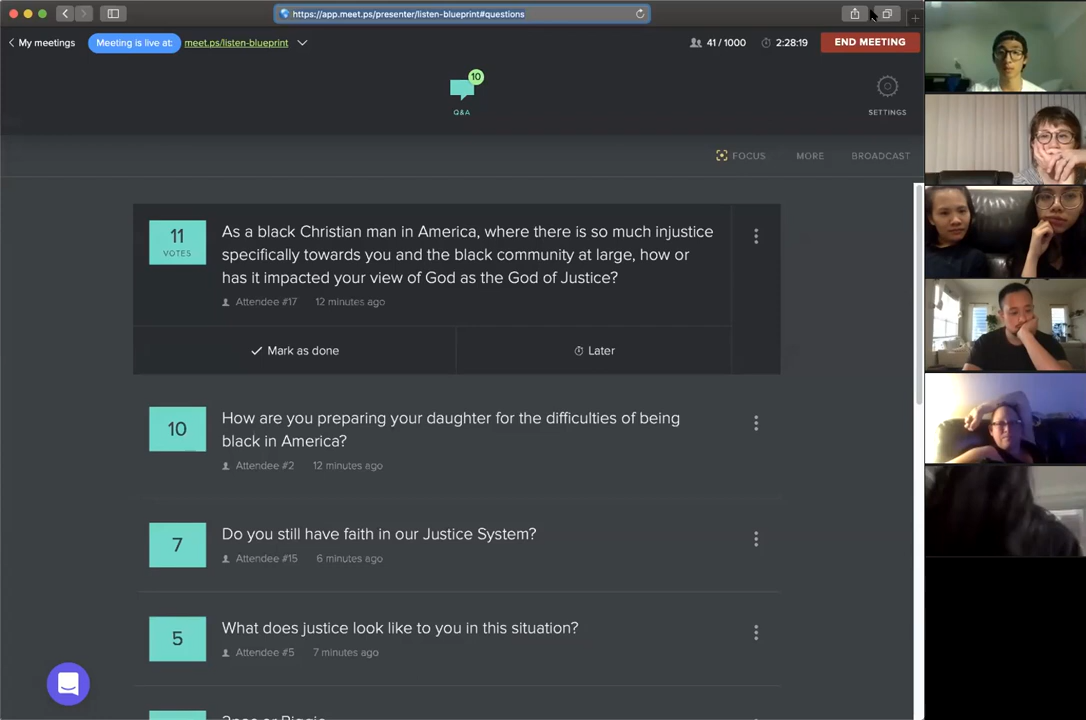 https://app.meet.ps/presenter/listen-blueprint#questions
My meetings
Meeting is live at:
meet.ps/listen-blueprint
41 / 1000
2:28:19
END MEETING
10
Q&A
SETTINGS
FOCUS
MORE
BROADCAST
11
VOTES
As a black Christian man in America, where there is so much injustice
specifically towards you and the black community at large, how or
has it impacted your view of God as the God of Justice?
Attendee #17
12 minutes ago
Mark as done
Later
10
How are you preparing your daughter for the difficulties of being
black in America?
Attendee #2
12 minutes ago
7
Do you still have faith in our Justice System?
Attendee #15
6 minutes ago
5
What does justice look like to you in this situation?
Attendee #5
7 minutes ago